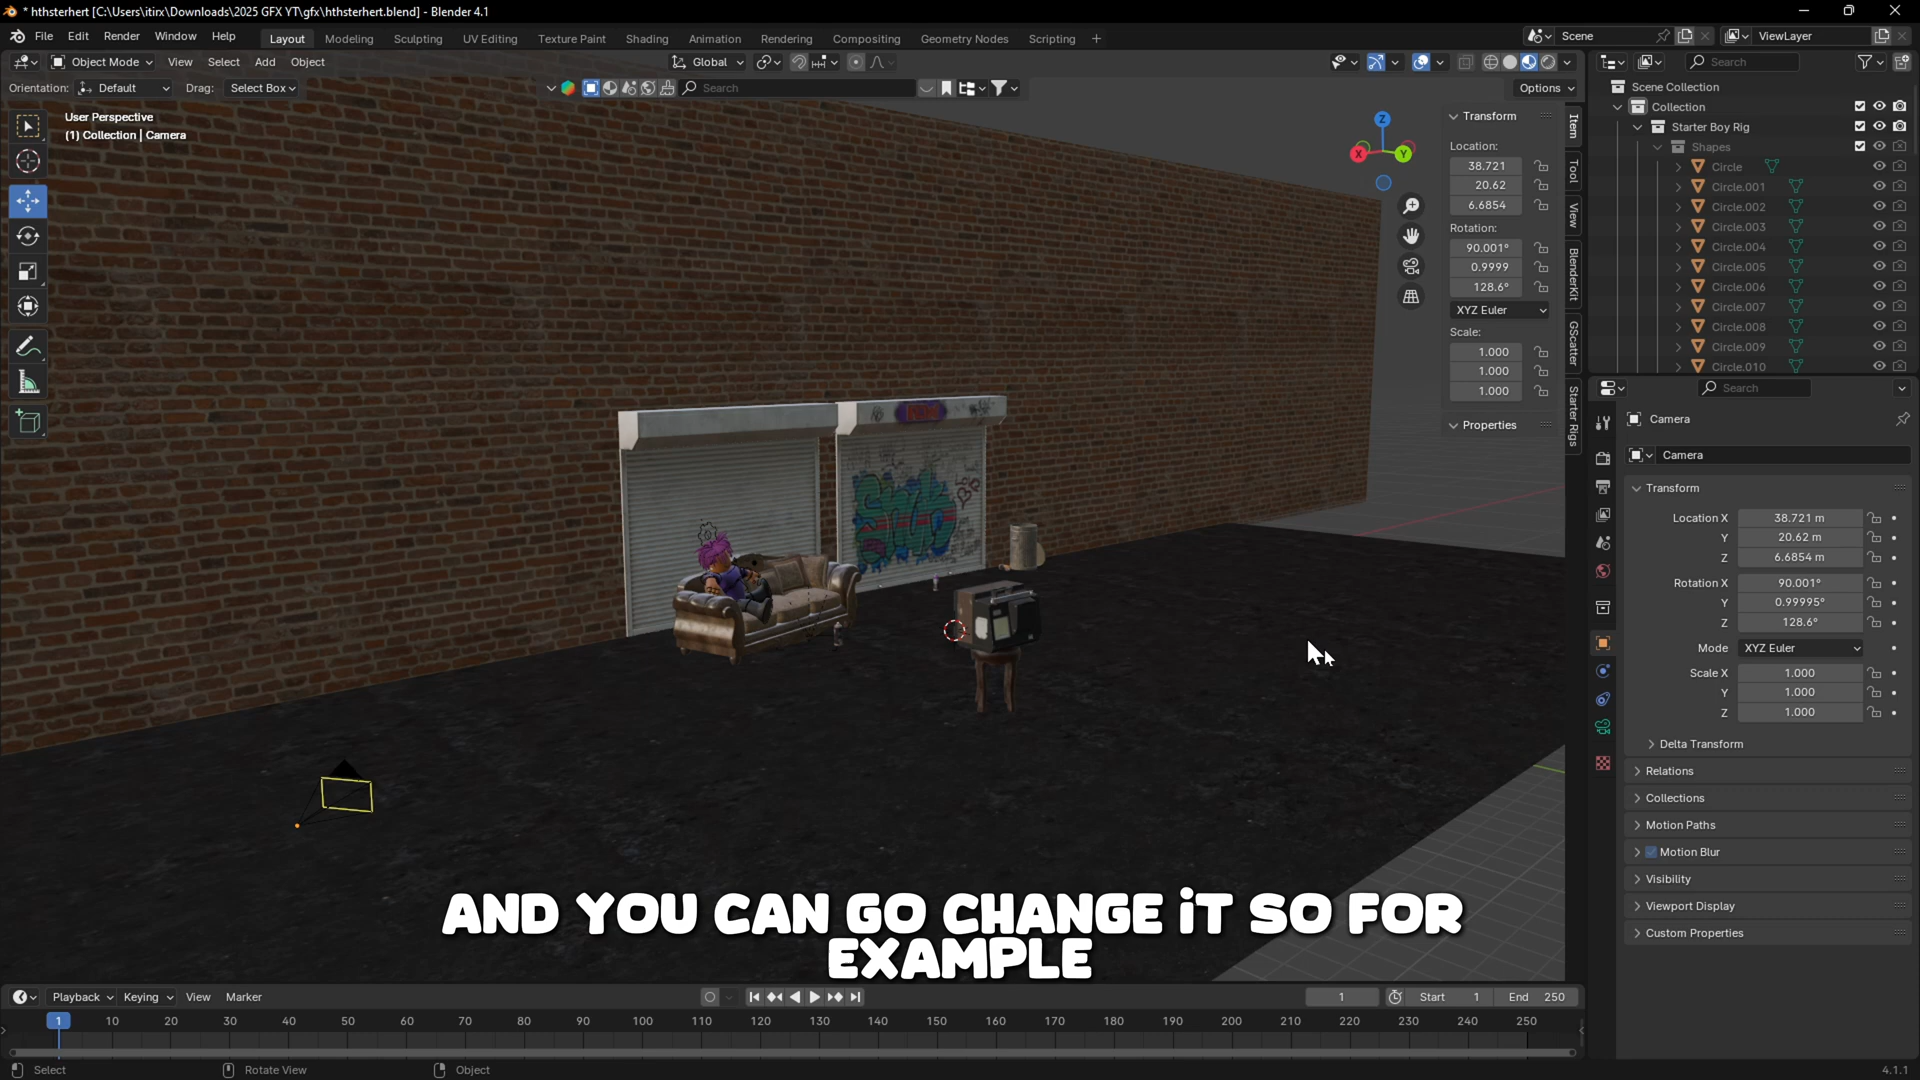 * hthsterhert [C:\Users\itirx\Downloads\2025 GFX YT\gfx\hthsterhert.blend] - Blender 4.1
File Edit Render Window Help
Layout Modeling Sculpting UV Editing Texture Paint Shading Animation Rendering Compositing Geometry Nodes Scripting +
Scene
ViewLayer
Object Mode View Select Add Object
Global
Search
Orientation: Default Drag: Select Box
Search
Options
User Perspective
(1) Collection | Camera
Z
X
Y
Transform
Location:
38.721
20.62
6.6854
Rotation:
90.001°
0.9999
128.6°
XYZ Euler
Scale:
1.000
1.000
1.000
Properties
Item
Tool
View
BlenderKit
GScatter
Starter Rigs
Scene Collection
Collection
Starter Boy Rig
Shapes
Circle
Circle.001
Circle.002
Circle.003
Circle.004
Circle.005
Circle.006
Circle.007
Circle.008
Circle.009
Circle.010
Search
Camera
Camera
Transform
Location X 38.721 m
Y 20.62 m
Z 6.6854 m
Rotation X 90.001°
Y 0.99995°
Z 128.6°
Mode XYZ Euler
Scale X 1.000
Y 1.000
Z 1.000
Delta Transform
Relations
Collections
Motion Paths
Motion Blur
Visibility
Viewport Display
Custom Properties
AND YOU CAN GO CHANGE iT SO FOR
EXAMPLE
Playback Keying View Marker
1 Start 1 End 250
1 10 20 30 40 50 60 70 80 90 100 110 120 130 140 150 160 170 180 190 200 210 220 230 240 250
Select Rotate View Object
4.1.1